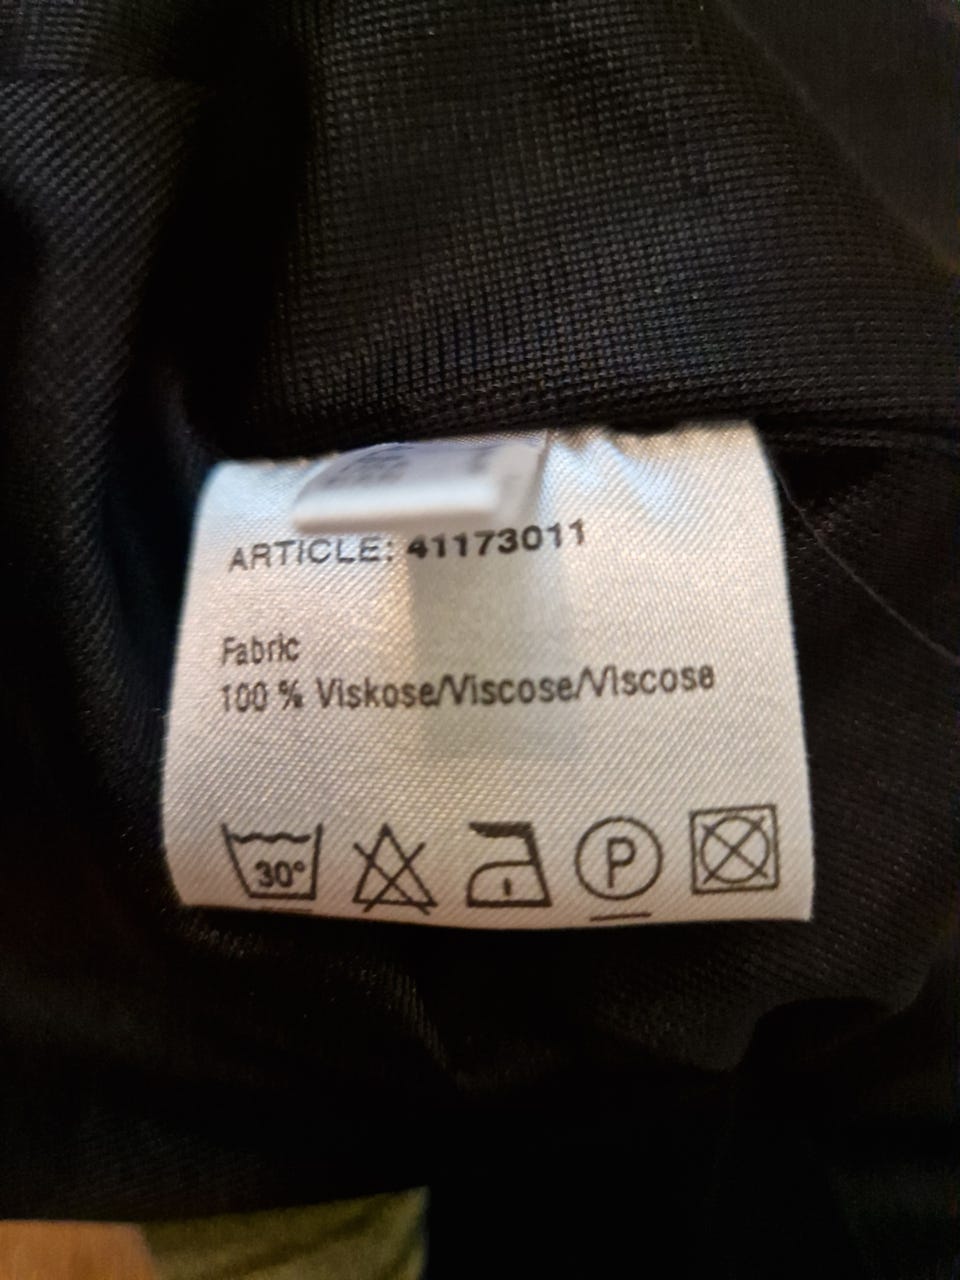 ARTICLE: 41173011
Fabric
100 % Viskose/Viscose/Viscose
30°
P